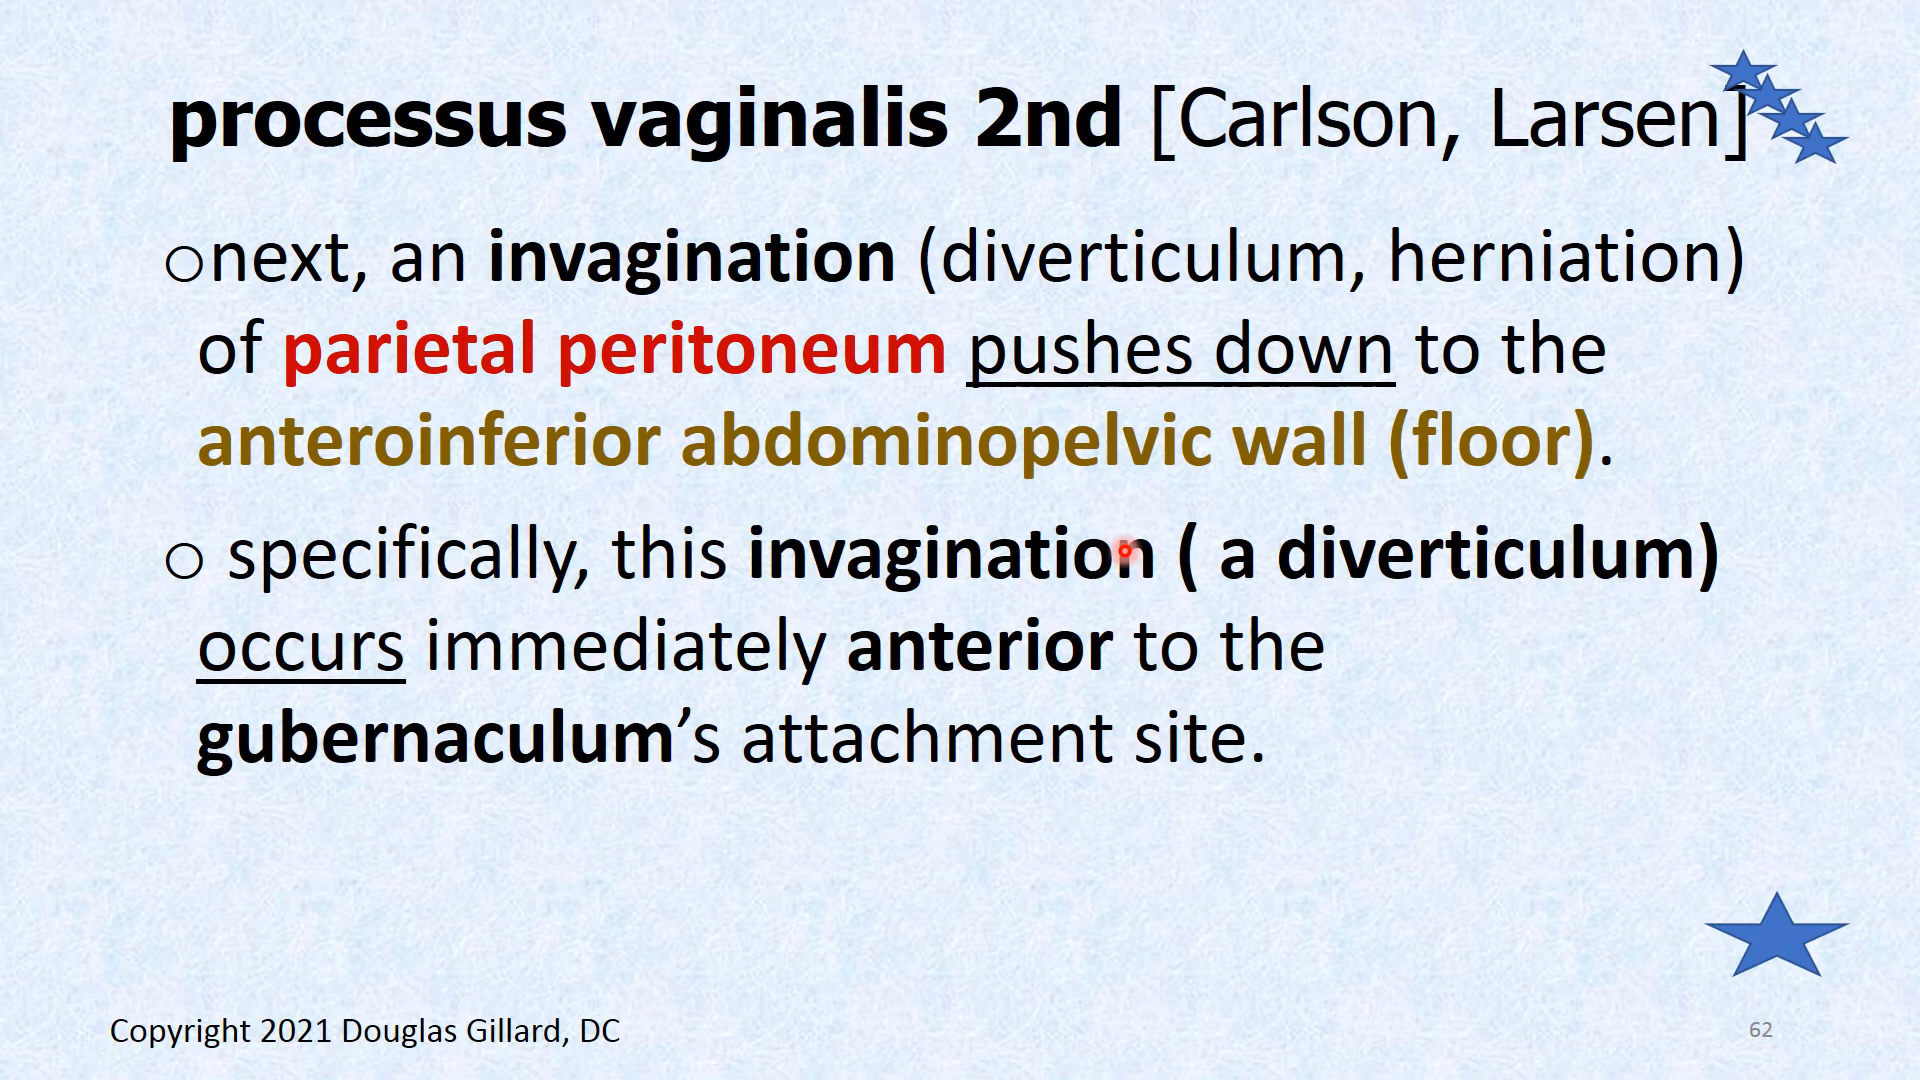 processus vaginalis 2nd [Carlson, Larsen]
○next, an invagination (diverticulum, herniation)
of parietal peritoneum pushes down to the
anteroinferior abdominopelvic wall (floor).
○ specifically, this invagination ( a diverticulum)
occurs immediately anterior to the
gubernaculum’s attachment site.
Copyright 2021 Douglas Gillard, DC
62